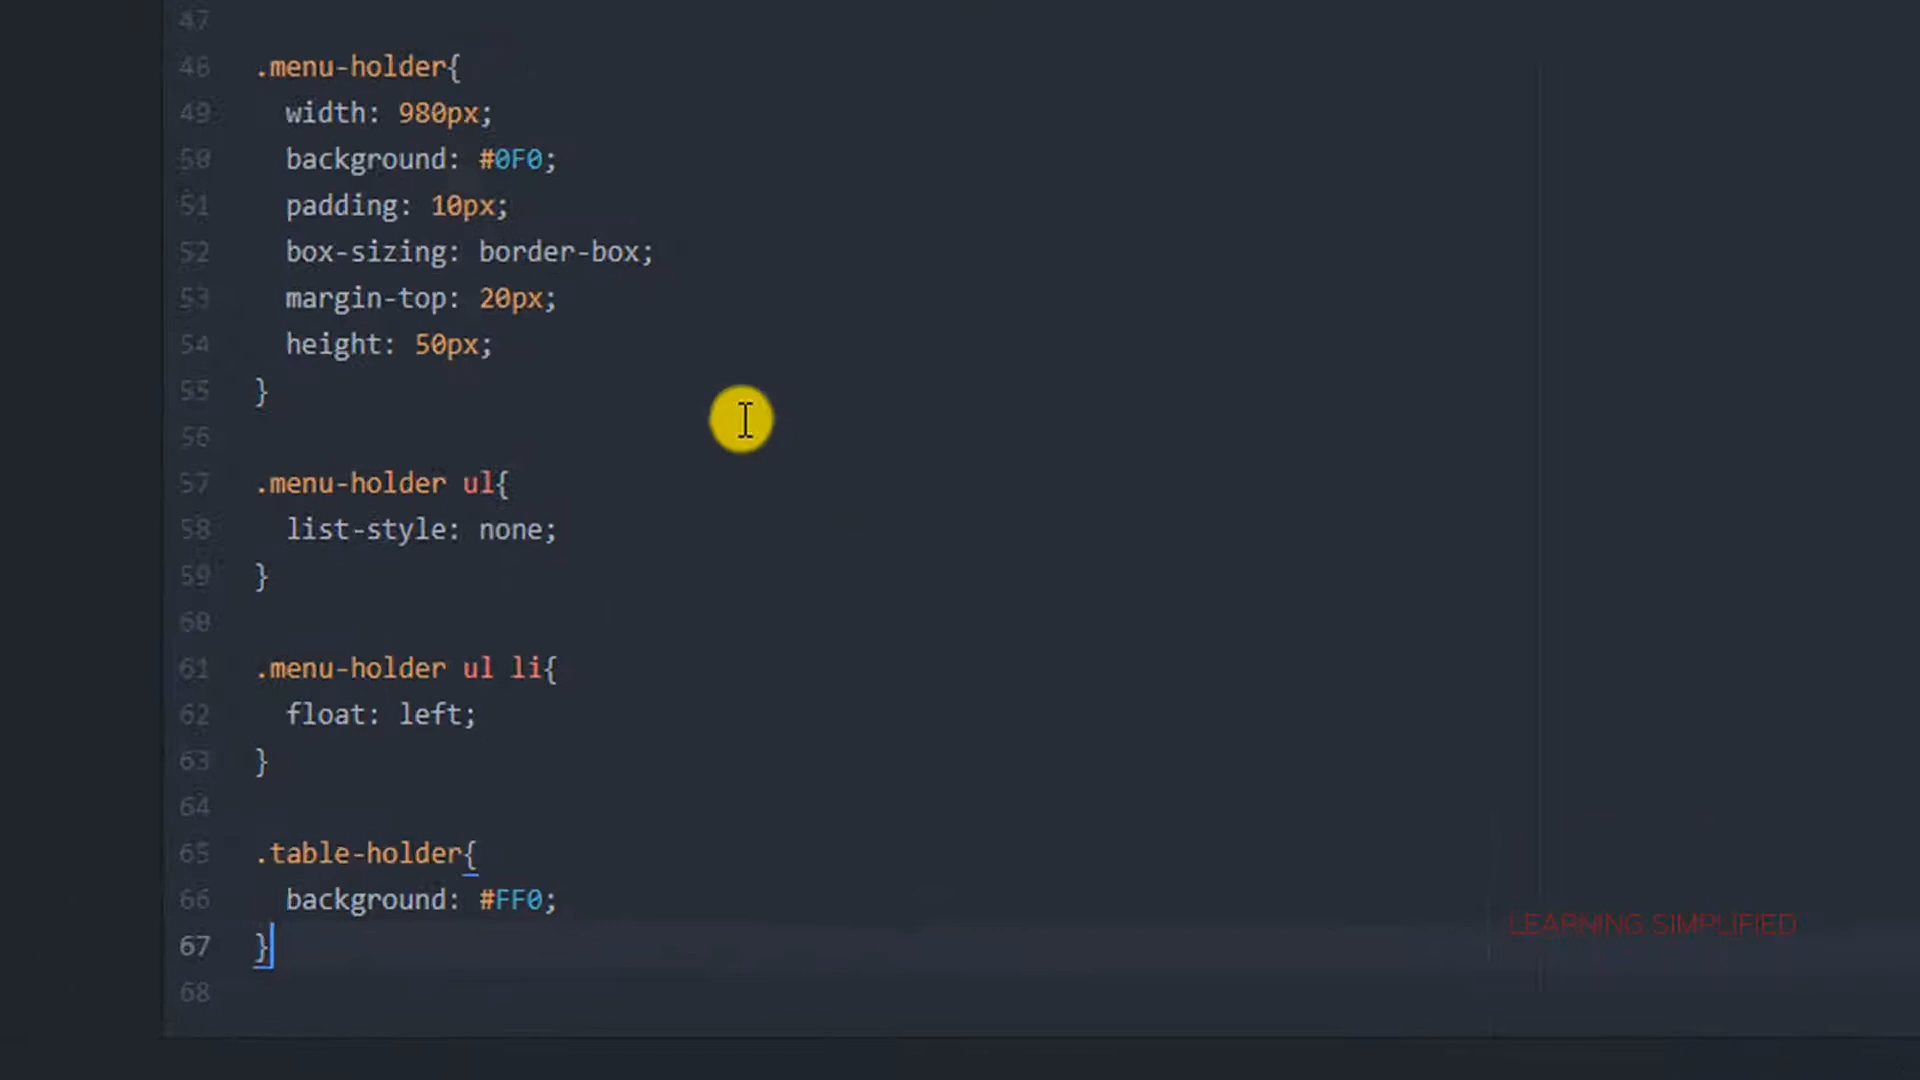 47
48 .menu-holder{
49 width: 980px;
50 background: #0F0;
51 padding: 10px;
52 box-sizing: border-box;
53 margin-top: 20px;
54 height: 50px;
55 }
56
57 .menu-holder ul{
58 list-style: none;
59 }
60
61 .menu-holder ul li{
62 float: left;
63 }
64
65 .table-holder{
66 background: #FF0;
67 }
68
LEARNING SIMPLIFIED